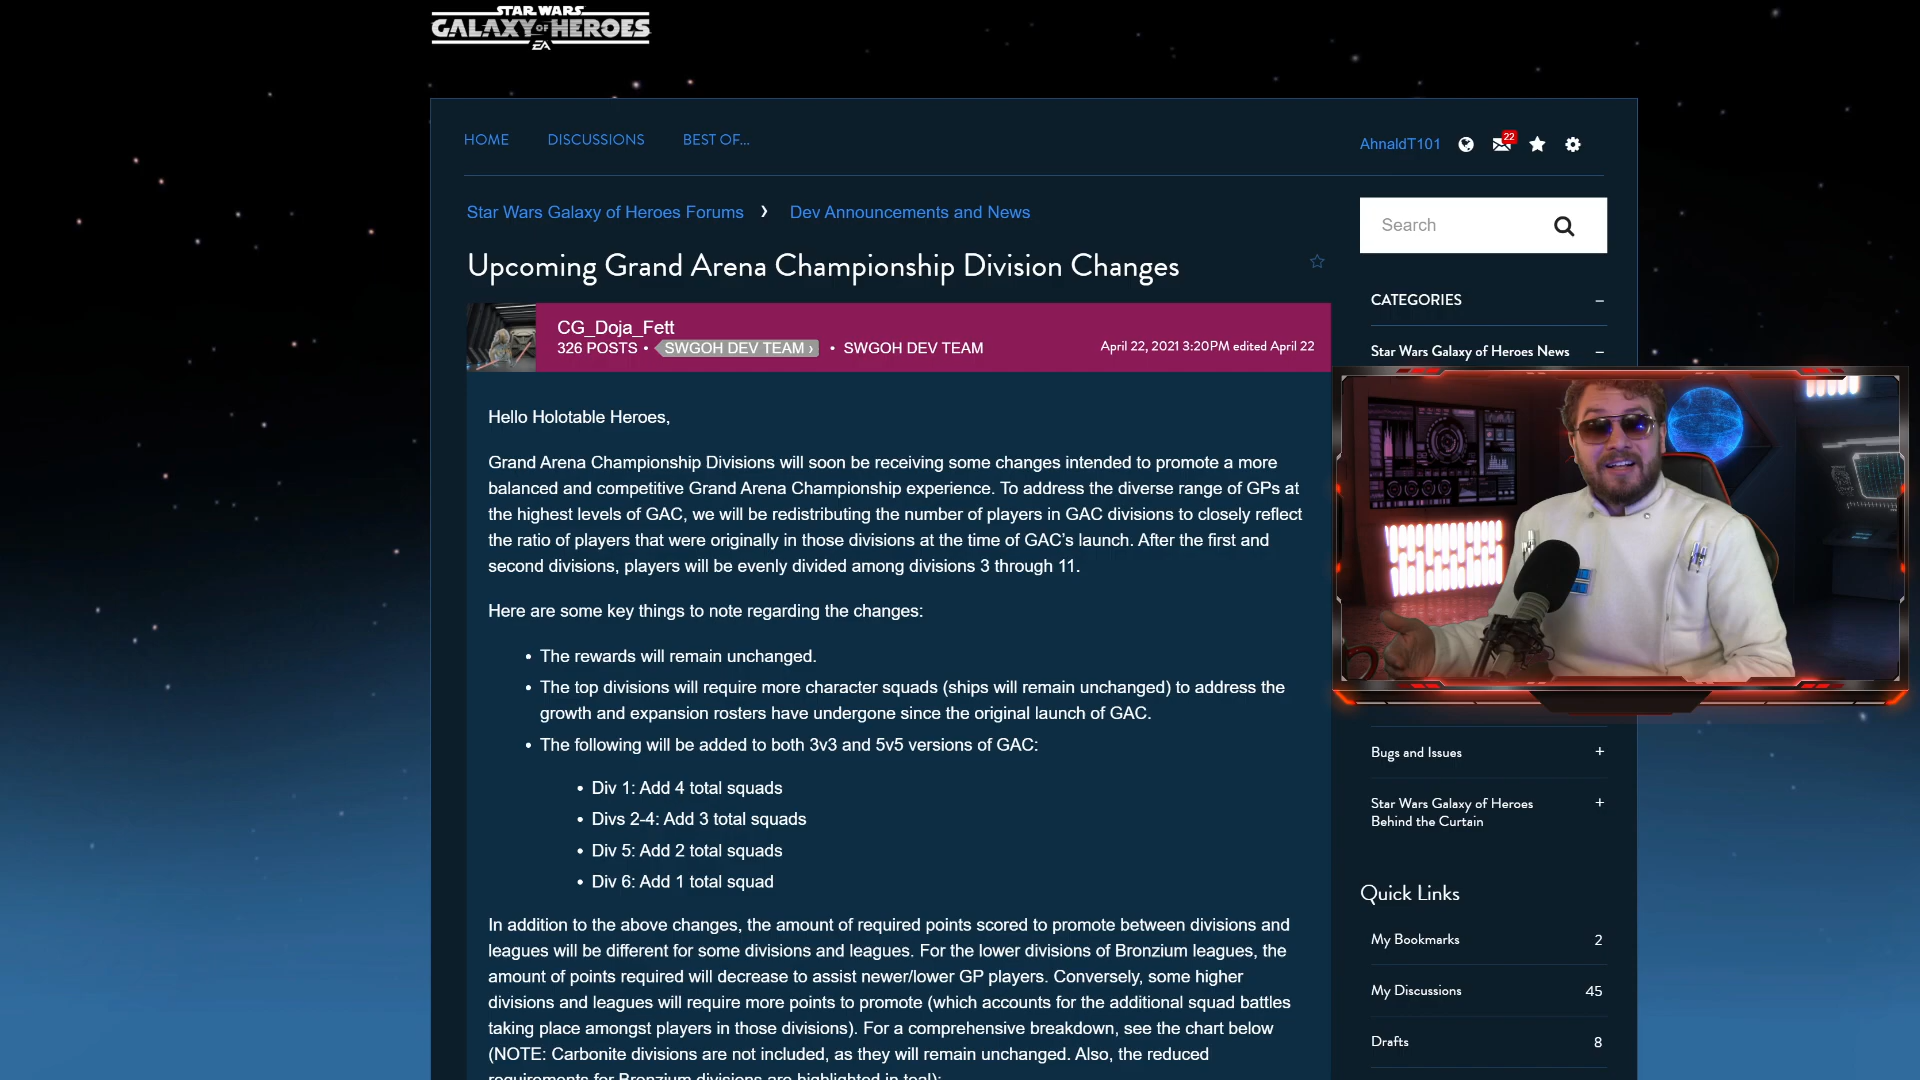 STAR WARS
GALAXY OF HEROES
EA
HOME DISCUSSIONS BEST OF...
AhnaldT101 22
Star Wars Galaxy of Heroes Forums › Dev Announcements and News
Search
Upcoming Grand Arena Championship Division Changes
CATEGORIES –
CG_Doja_Fett
326 POSTS • SWGOH DEV TEAM › • SWGOH DEV TEAM April 22, 2021 3:20PM edited April 22
Star Wars Galaxy of Heroes News –
Hello Holotable Heroes,
Grand Arena Championship Divisions will soon be receiving some changes intended to promote a more
balanced and competitive Grand Arena Championship experience. To address the diverse range of GPs at
the highest levels of GAC, we will be redistributing the number of players in GAC divisions to closely reflect
the ratio of players that were originally in those divisions at the time of GAC's launch. After the first and
second divisions, players will be evenly divided among divisions 3 through 11.
Here are some key things to note regarding the changes:
• The rewards will remain unchanged.
• The top divisions will require more character squads (ships will remain unchanged) to address the
growth and expansion rosters have undergone since the original launch of GAC.
• The following will be added to both 3v3 and 5v5 versions of GAC:
• Div 1: Add 4 total squads
• Divs 2-4: Add 3 total squads
• Div 5: Add 2 total squads
• Div 6: Add 1 total squad
In addition to the above changes, the amount of required points scored to promote between divisions and
leagues will be different for some divisions and leagues. For the lower divisions of Bronzium leagues, the
amount of points required will decrease to assist newer/lower GP players. Conversely, some higher
divisions and leagues will require more points to promote (which accounts for the additional squad battles
taking place amongst players in those divisions). For a comprehensive breakdown, see the chart below
(NOTE: Carbonite divisions are not included, as they will remain unchanged. Also, the reduced
requirements for Bronzium divisions are highlighted in teal):
Bugs and Issues +
Star Wars Galaxy of Heroes +
Behind the Curtain
Quick Links
My Bookmarks 2
My Discussions 45
Drafts 8